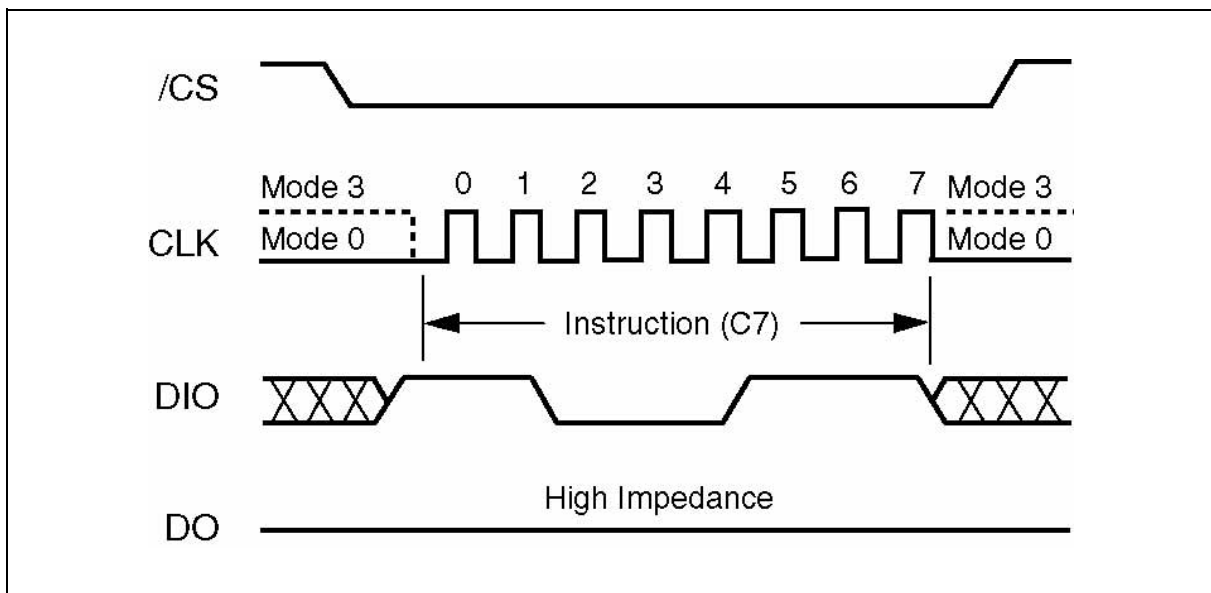 /CS
Mode 3 0 1 2 3 4 5 6 7 Mode 3
CLK Mode 0 Mode 0
Instruction (C7)
DIO
High Impedance
DO